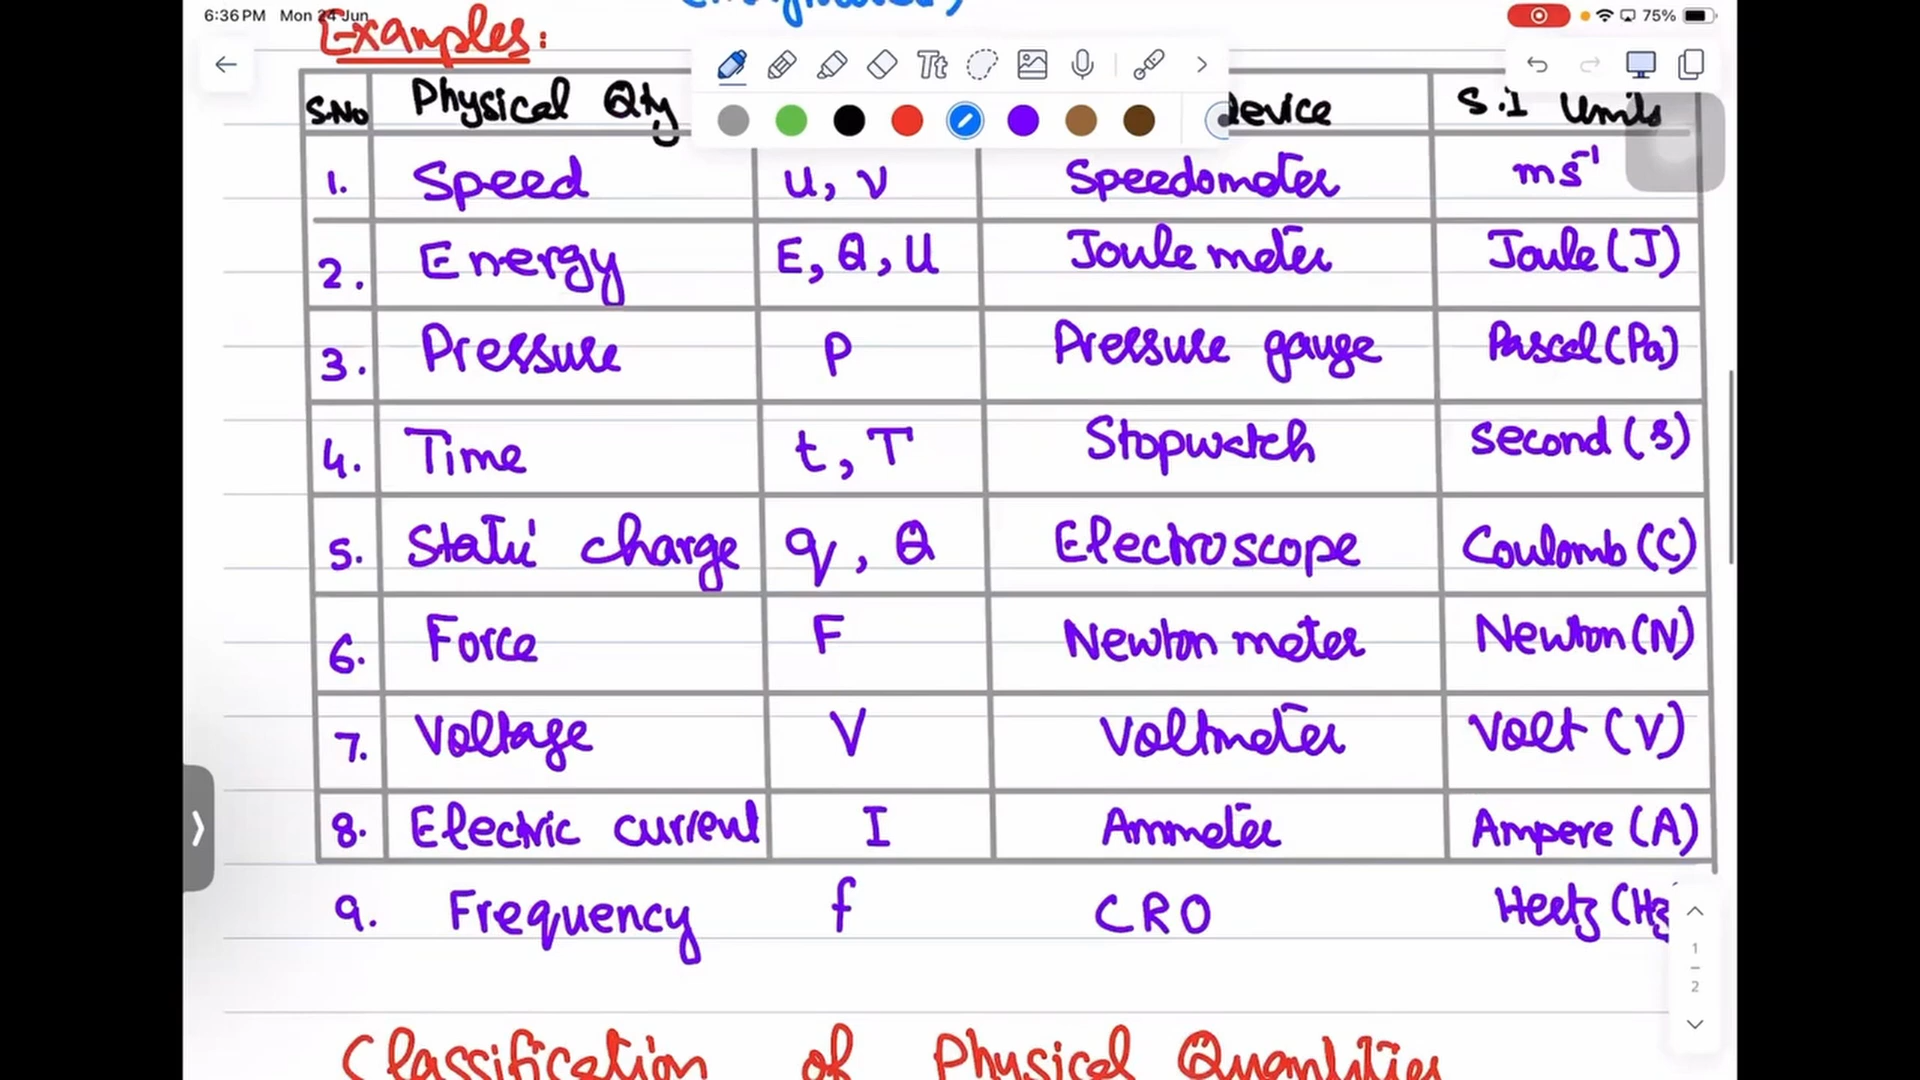 6:36 PM Mon 24 Jun 75%
Examples:
S.No Physical Qty Device S.I Units
1. Speed u, v Speedometer ms⁻¹
2. Energy E, Q, U Joule meter Joule (J)
3. Pressure P Pressure gauge Pascal (Pa)
4. Time t, T Stopwatch second (s)
5. Static charge q, Q Electroscope Coulomb (C)
6. Force F Newton meter Newton (N)
7. Voltage V Voltmeter Volt (V)
8. Electric current I Ammeter Ampere (A)
9. Frequency f CRO Hertz (Hz
1
2
Classification of Physical Quantities